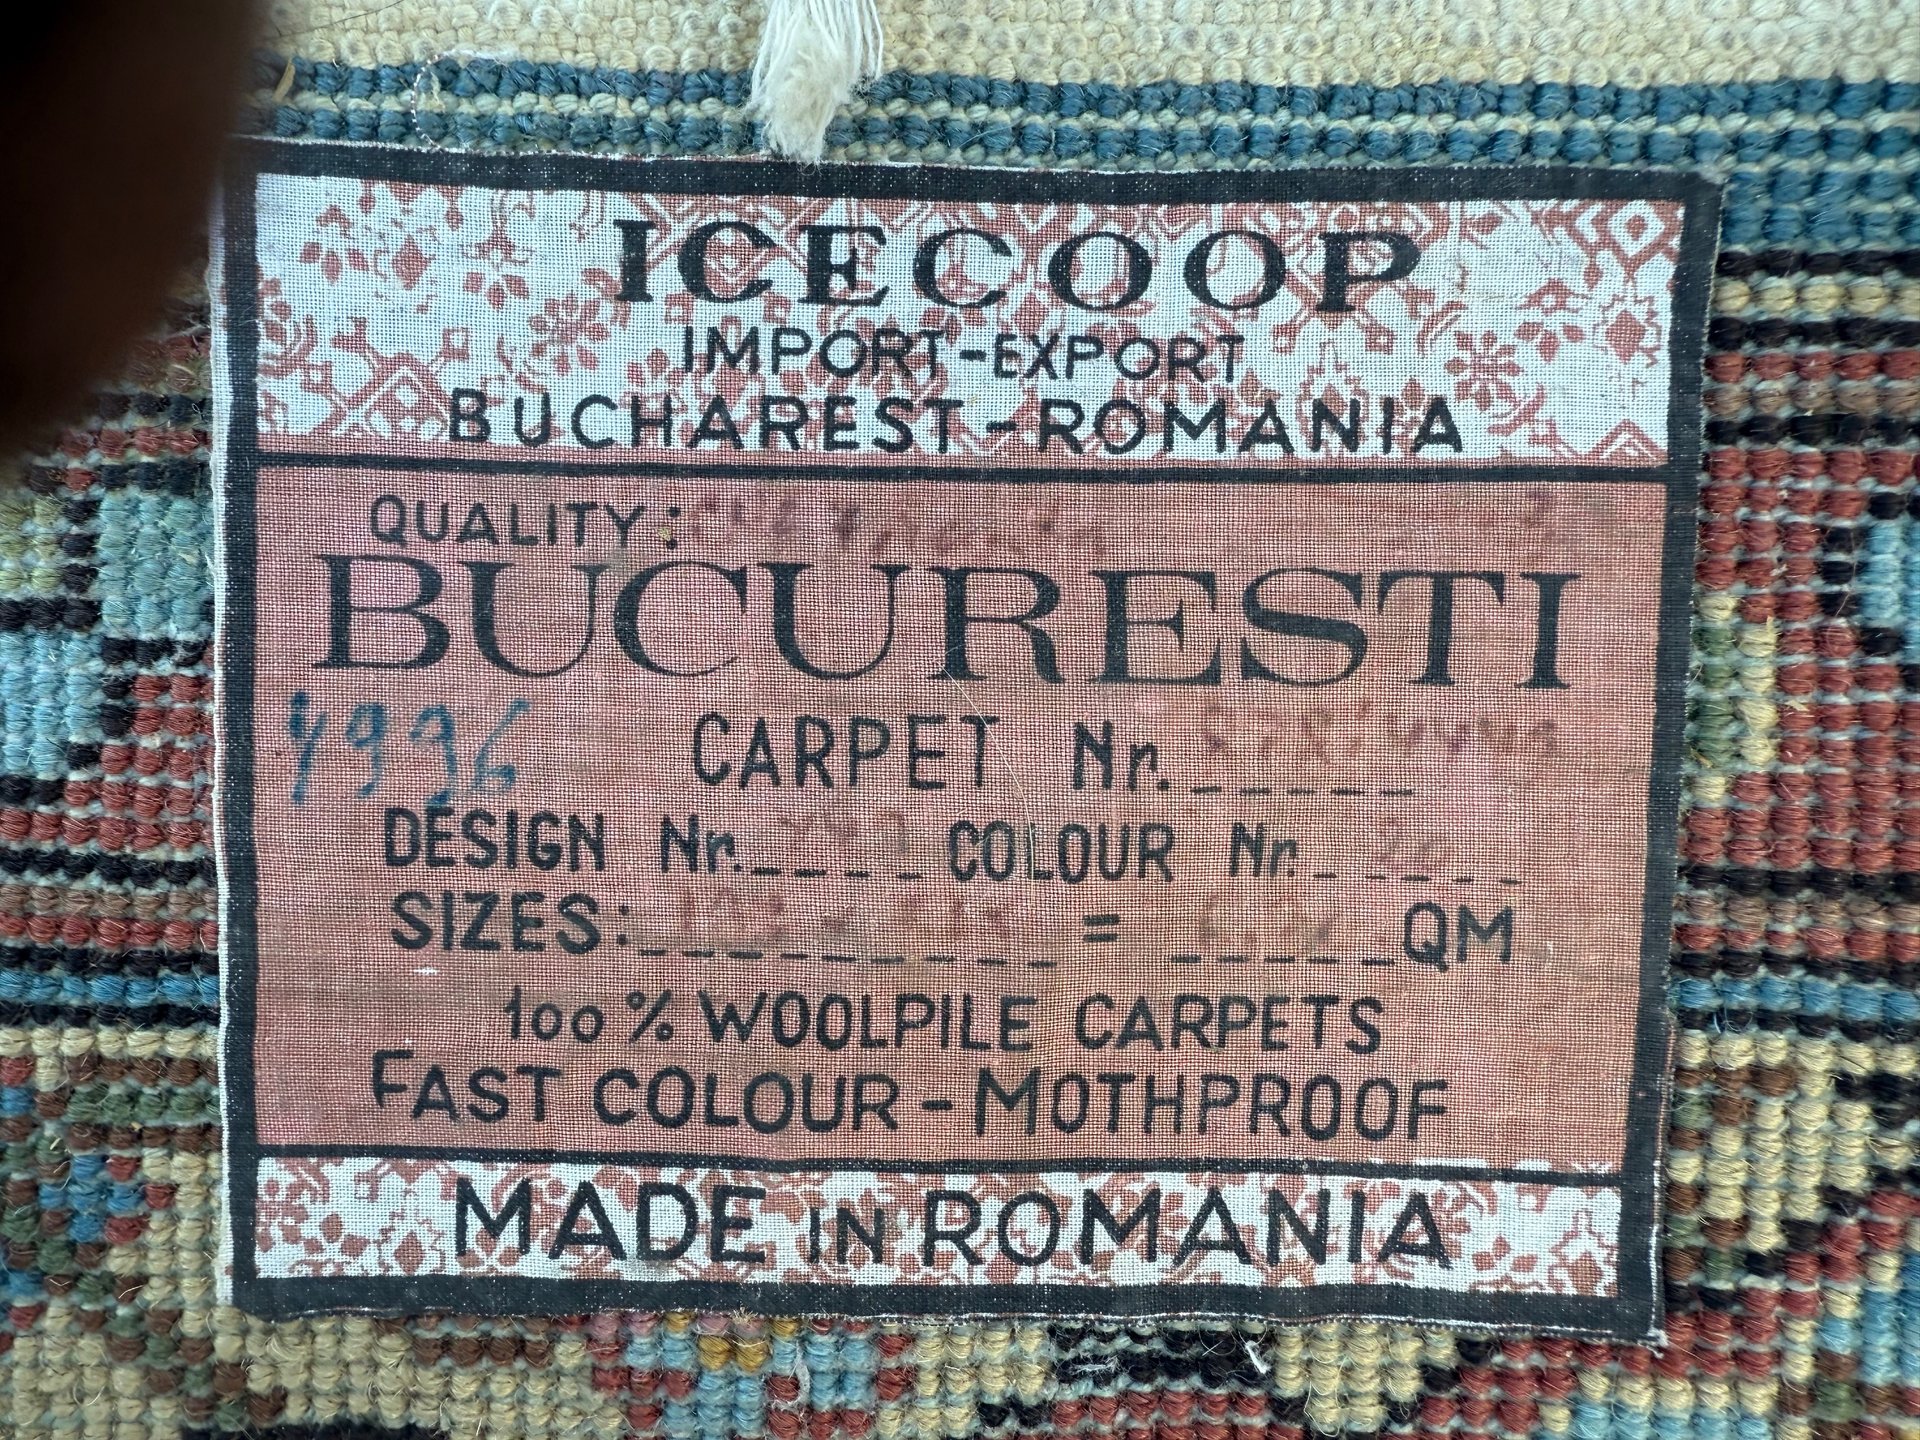 ICECOOP
IMPORT-EXPORT
BUCHAREST-ROMANIA
QUALITY:
BUCURESTI
4996
CARPET Nr.
DESIGN Nr. COLOUR Nr.
SIZES: = QM
100% WOOLPILE CARPETS
FAST COLOUR - MOTHPROOF
MADE IN ROMANIA